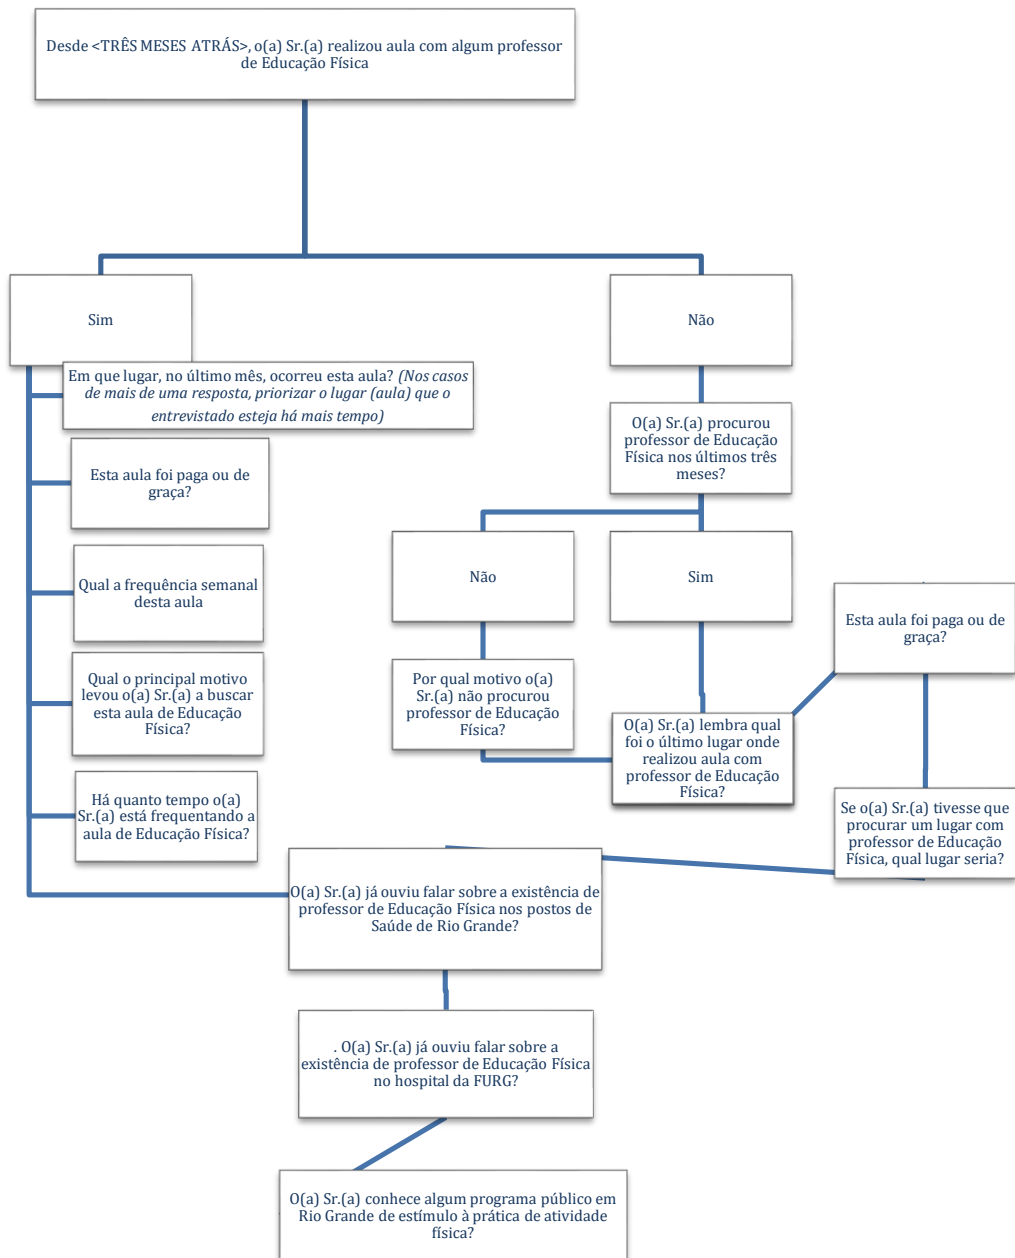 Desde <TRÊS MESES ATRÁS>, o(a) Sr.(a) realizou aula com algum professor
de Educação Física
Sim
Não
Em que lugar, no último mês, ocorreu esta aula? (Nos casos
de mais de uma resposta, priorizar o lugar (aula) que o
entrevistado esteja há mais tempo)
Esta aula foi paga ou de
graça?
Qual a frequência semanal
desta aula
Qual o principal motivo
levou o(a) Sr.(a) a buscar
esta aula de Educação
Física?
Há quanto tempo o(a)
Sr.(a) está frequentando a
aula de Educação Física?
O(a) Sr.(a) procurou
professor de Educação
Física nos últimos três
meses?
Não
Sim
Por qual motivo o(a)
Sr.(a) não procurou
professor de Educação
Física?
O(a) Sr.(a) lembra qual
foi o último lugar onde
realizou aula com
professor de Educação
Física?
Esta aula foi paga ou de
graça?
Se o(a) Sr.(a) tivesse que
procurar um lugar com
professor de Educação
Física, qual lugar seria?
O(a) Sr.(a) já ouviu falar sobre a existência de
professor de Educação Física nos postos de
Saúde de Rio Grande?
. O(a) Sr.(a) já ouviu falar sobre a
existência de professor de Educação Física
no hospital da FURG?
O(a) Sr.(a) conhece algum programa público em
Rio Grande de estímulo à prática de atividade
física?